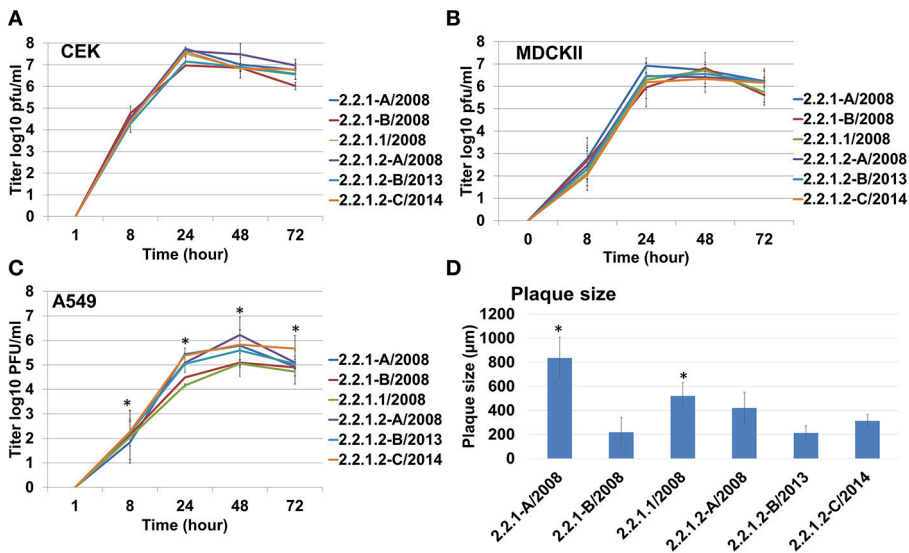 A
CEK
Titer log10 pfu/ml
8
7
6
5
4
3
2
1
0
1 8 24 48 72
Time (hour)
2.2.1-A/2008
2.2.1-B/2008
2.2.1.1/2008
2.2.1.2-A/2008
2.2.1.2-B/2013
2.2.1.2-C/2014
B
MDCKII
Titer log10 pfu/ml
8
7
6
5
4
3
2
1
0
0 8 24 48 72
Time (hour)
2.2.1-A/2008
2.2.1-B/2008
2.2.1.1/2008
2.2.1.2-A/2008
2.2.1.2-B/2013
2.2.1.2-C/2014
C
A549
Titer log10 PFU/ml
8
7
6
5
4
3
2
1
0
* * * *
1 8 24 48 72
Time (hour)
2.2.1-A/2008
2.2.1-B/2008
2.2.1.1/2008
2.2.1.2-A/2008
2.2.1.2-B/2013
2.2.1.2-C/2014
D
Plaque size
Plaque size (µm)
1200
1000
800
600
400
200
0
* *
2.2.1-A/2008
2.2.1-B/2008
2.2.1.1/2008
2.2.1.2-A/2008
2.2.1.2-B/2013
2.2.1.2-C/2014